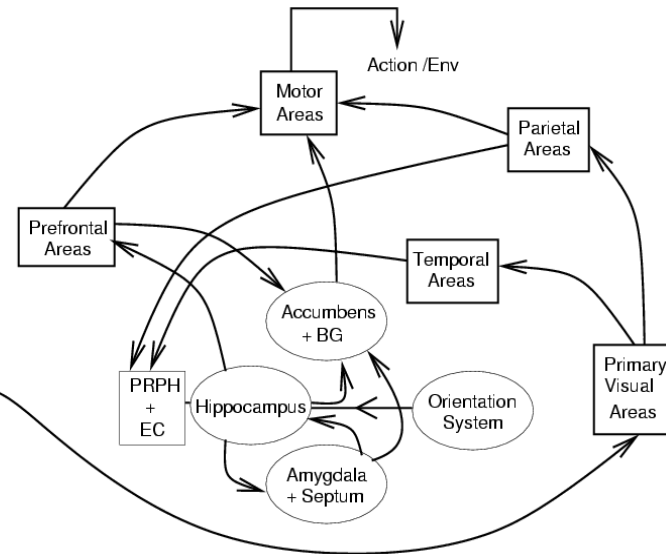 Action /Env
Motor
Areas
Parietal
Areas
Prefrontal
Areas
Temporal
Areas
Accumbens
+ BG
PRPH
+
EC
Hippocampus
Orientation
System
Primary
Visual
Areas
Amygdala
+ Septum